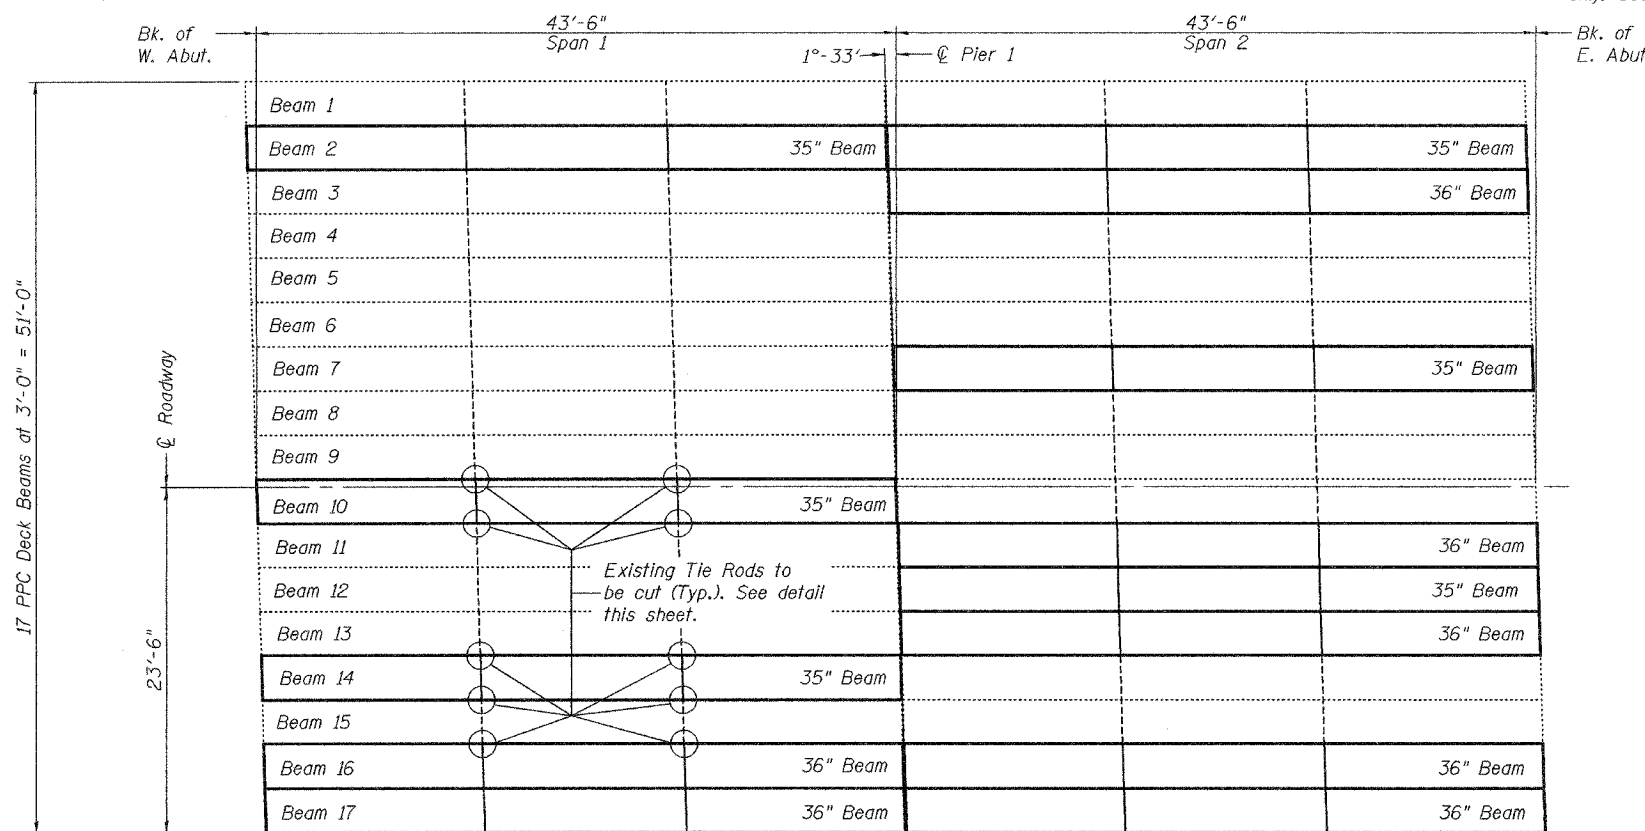 43'-6"
43'-6"
Bk. of
W. Abut.
Span 1
Span 2
Bk. of
E. Abut
1°-33'
℄ Pier 1
Beam 1
Beam 2
35" Beam
35" Beam
Beam 3
36" Beam
Beam 4
Beam 5
Beam 6
Beam 7
35" Beam
Beam 8
Beam 9
Beam 10
35" Beam
Beam 11
36" Beam
Existing Tie Rods to
be cut (Typ.). See detail
this sheet.
Beam 12
35" Beam
Beam 13
36" Beam
Beam 14
35" Beam
Beam 15
Beam 16
36" Beam
36" Beam
Beam 17
36" Beam
36" Beam
17 PPC Deck Beams at 3'-0" = 51'-0"
℄ Roadway
23'-6"